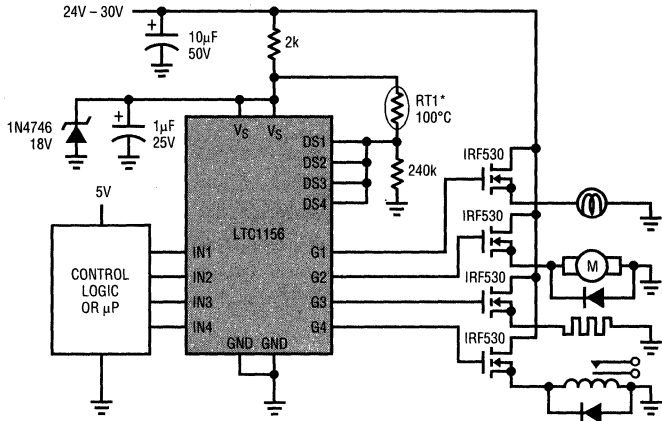 24V – 30V
+
10μF
50V
2k
RT1*
100°C
1N4746
18V
+
1μF
25V
VS
VS
DS1
DS2
DS3
DS4
240k
IRF530
5V
LTC1156
IRF530
CONTROL
LOGIC
OR μP
IN1
IN2
IN3
IN4
G1
G2
G3
G4
M
IRF530
GND
GND
IRF530